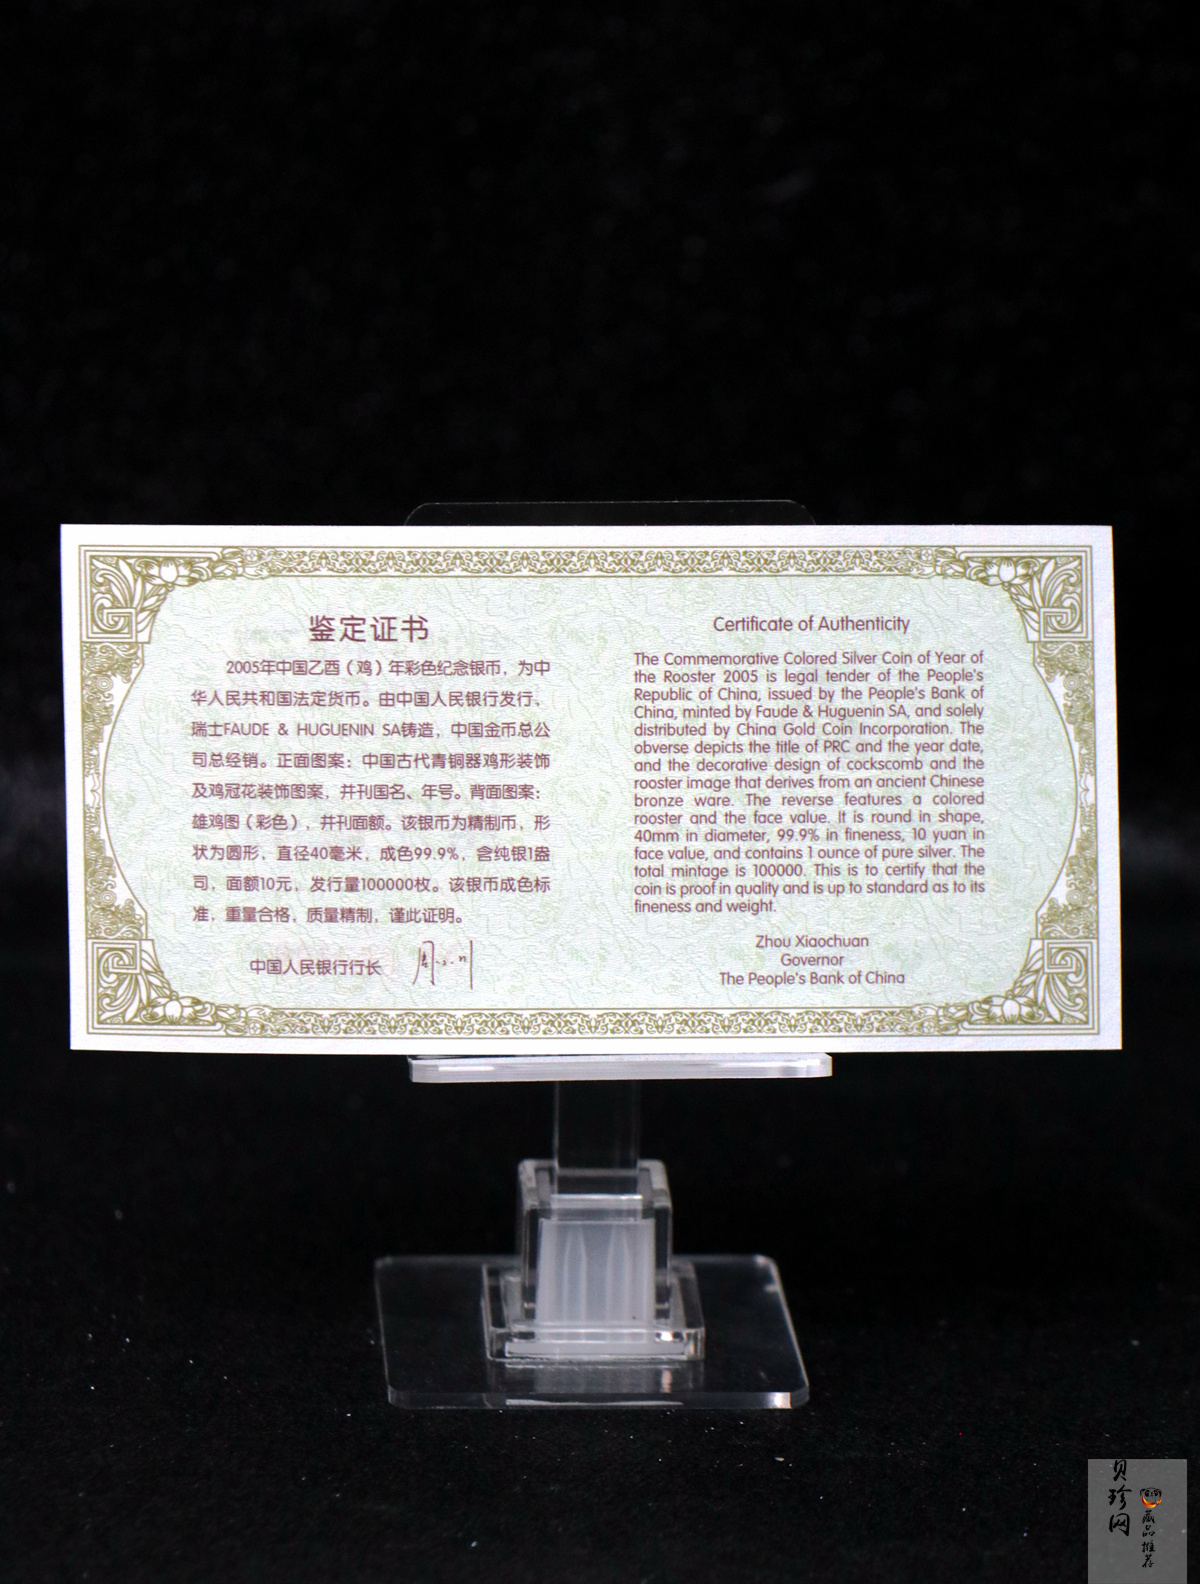 鉴定证书
2005年中国乙酉（鸡）年彩色纪念银币，为中
华人民共和国法定货币。由中国人民银行发行、
瑞士FAUDE & HUGUENIN SA铸造，中国金币总公
司总经销。正面图案：中国古代青铜器鸡形装饰
及鸡冠花装饰图案，并刊国名、年号。背面图案：
雄鸡图（彩色），并刊面额。该银币为精制币，形
状为圆形，直径40毫米，成色99.9%，含纯银1盎
司，面额10元，发行量100000枚。该银币成色标
准，重量合格，质量精制，谨此证明。
中国人民银行行长
Certificate of Authenticity
The Commemorative Colored Silver Coin of Year of
the Rooster 2005 is legal tender of the People's
Republic of China, issued by the People's Bank of
China, minted by Faude & Huguenin SA, and solely
distributed by China Gold Coin Incorporation. The
obverse depicts the title of PRC and the year date,
and the decorative design of cockscomb and the
rooster image that derives from an ancient Chinese
bronze ware. The reverse features a colored
rooster and the face value. It is round in shape,
40mm in diameter, 99.9% in fineness, 10 yuan in
face value, and contains 1 ounce of pure silver. The
total mintage is 100000. This is to certify that the
coin is proof in quality and is up to standard as to its
fineness and weight.
Zhou Xiaochuan
Governor
The People's Bank of China
贝珍网
藏品推荐